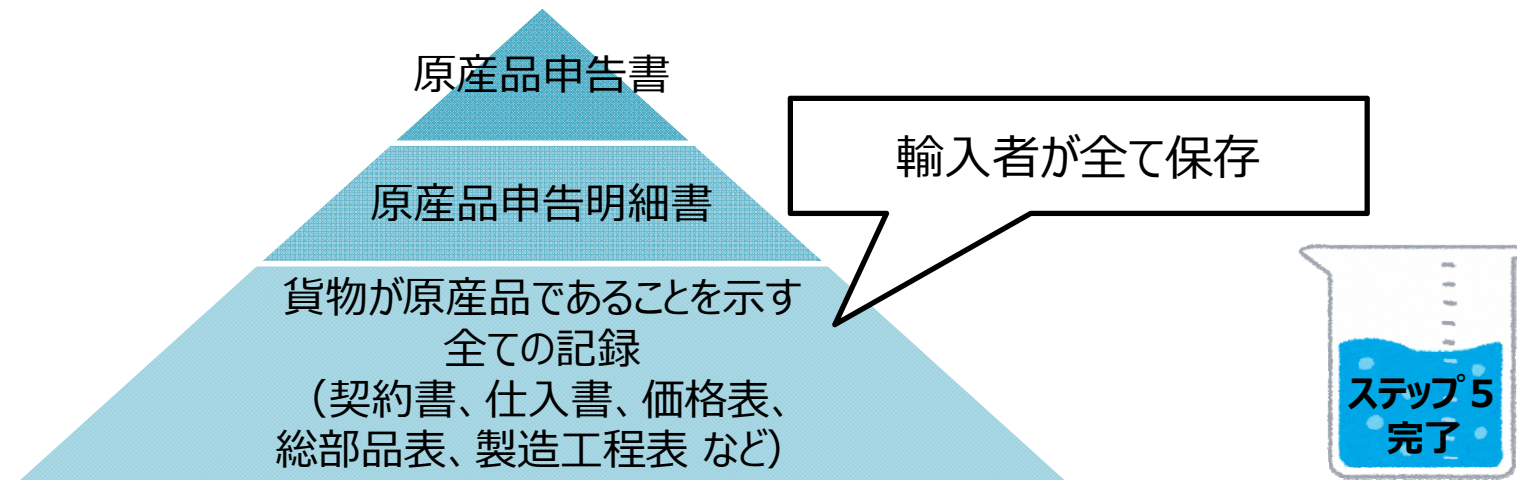 原産品申告書
輸入者が全て保存
原産品申告明細書
貨物が原産品であることを示す
全ての記録
（契約書、仕入書、価格表、
総部品表、製造工程表 など）
ステップ５
完了